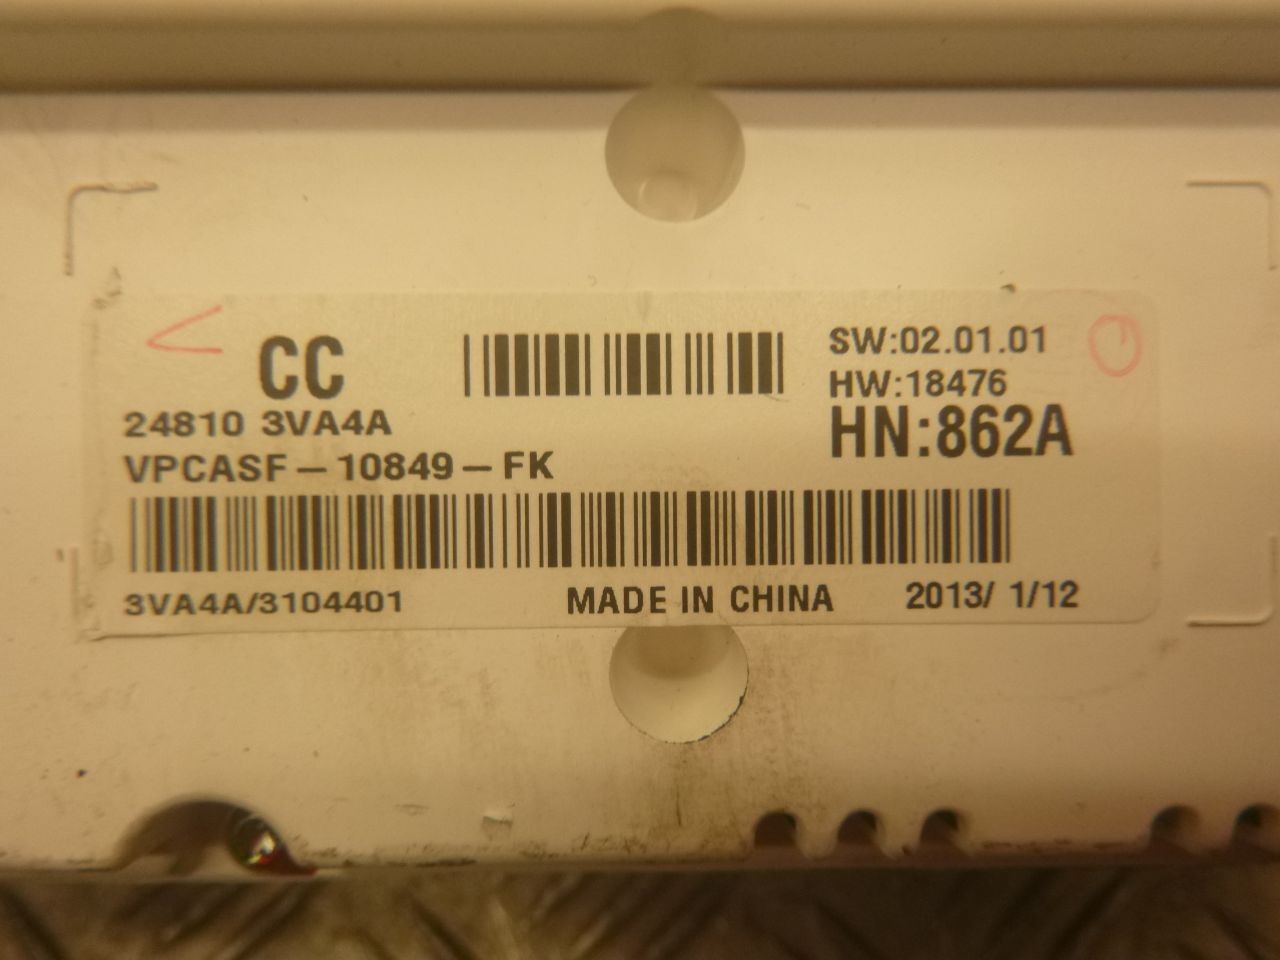 CC
24810 3VA4A
VPCASF-10849-FK
SW:02.01.01
HW:18476
HN:862A
3VA4A/3104401
MADE IN CHINA
2013/ 1/12